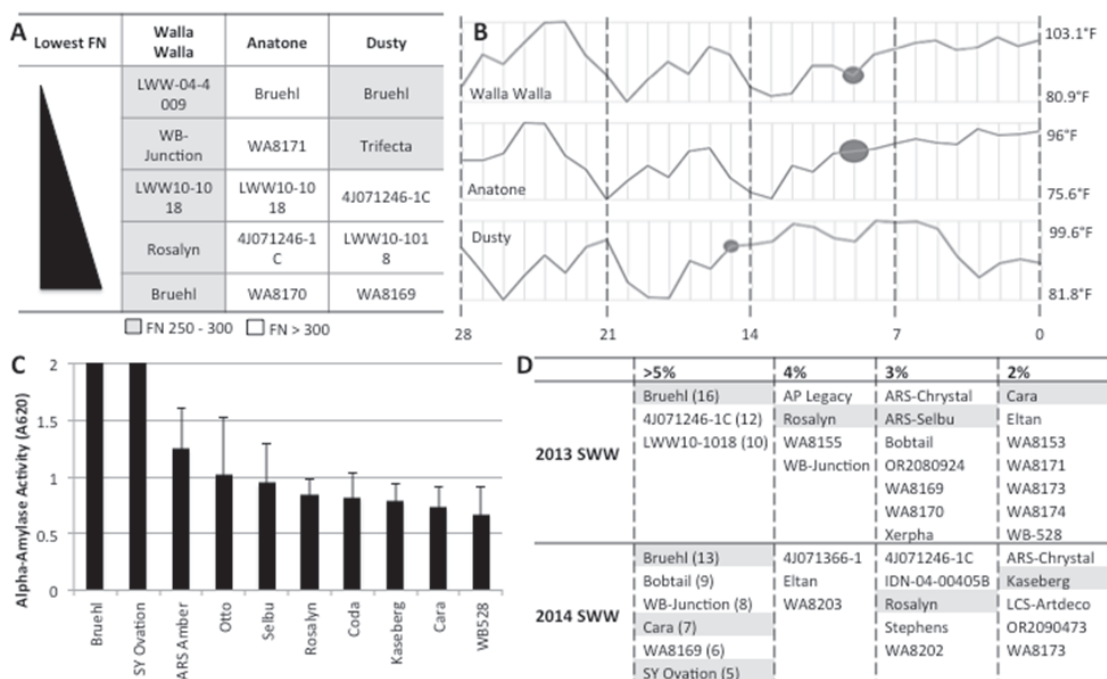 A
Lowest FN
Walla
Walla
Anatone
Dusty
LWW-04-4
009
Bruehl
Bruehl
WB-
Junction
WA8171
Trifecta
LWW10-10
18
LWW10-10
18
4J071246-1C
Rosalyn
4J071246-1
C
LWW10-101
8
Bruehl
WA8170
WA8169
FN 250 - 300
FN > 300
B
103.1°F
Walla Walla
80.9°F
96°F
Anatone
75.6°F
Dusty
99.6°F
81.8°F
28 21 14 7 0
C
Alpha-Amylase Activity (A620)
2
1.5
1
0.5
0
Bruehl
SY Ovation
ARS Amber
Otto
Selbu
Rosalyn
Coda
Kaseberg
Cara
WB528
D
>5% 4% 3% 2%
2013 SWW
Bruehl (16) AP Legacy ARS-Chrystal Cara
4J071246-1C (12) Rosalyn ARS-Selbu Eltan
LWW10-1018 (10) WA8155 Bobtail WA8153
WB-Junction OR2080924 WA8171
WA8169 WA8173
WA8170 WA8174
Xerpha WB-528
2014 SWW
Bruehl (13) 4J071366-1 4J071246-1C ARS-Chrystal
Bobtail (9) Eltan IDN-04-00405B Kaseberg
WB-Junction (8) WA8203 Rosalyn LCS-Artdeco
Cara (7) Stephens OR2090473
WA8169 (6) WA8202 WA8173
SY Ovation (5)